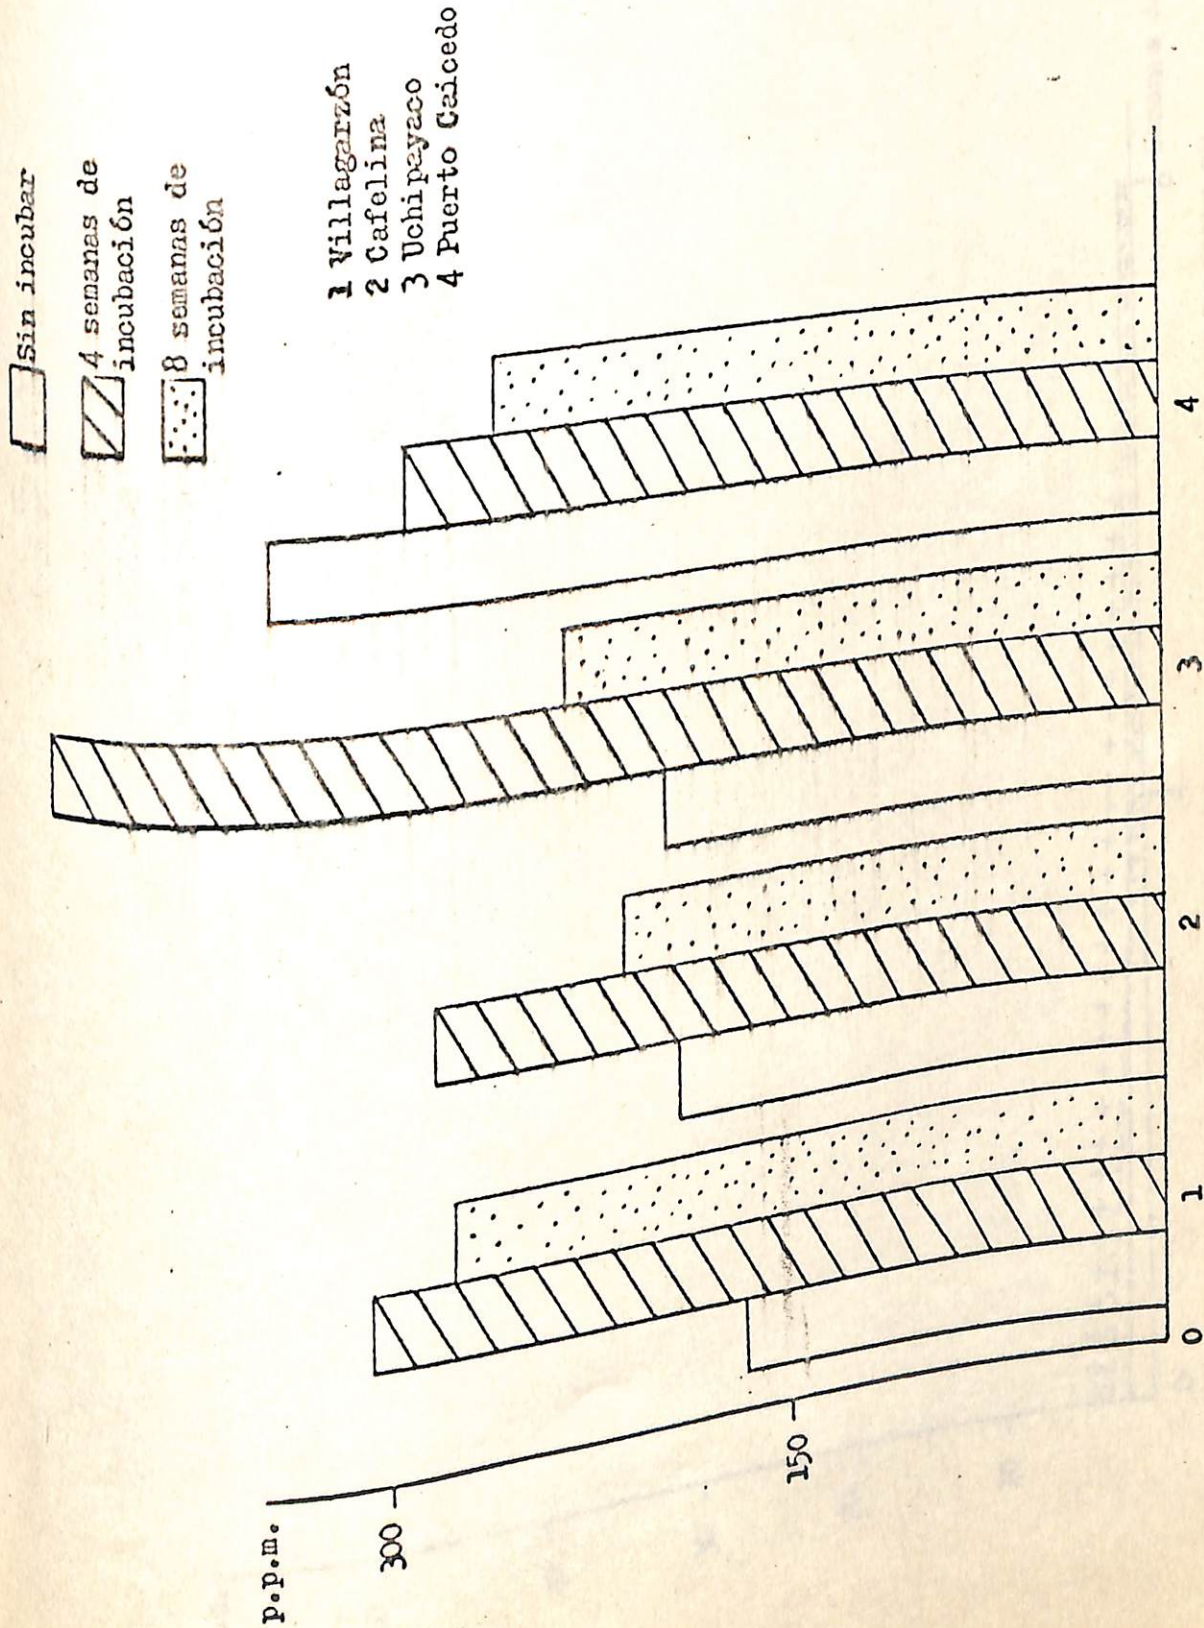 Sin incubar
4 semanas de
incubación
8 semanas de
incubación
1 Villagarzón
2 Cafelina
3 Uchipayaco
4 Puerto Caicedo
p.p.m.
300
150
0 1 2 3 4